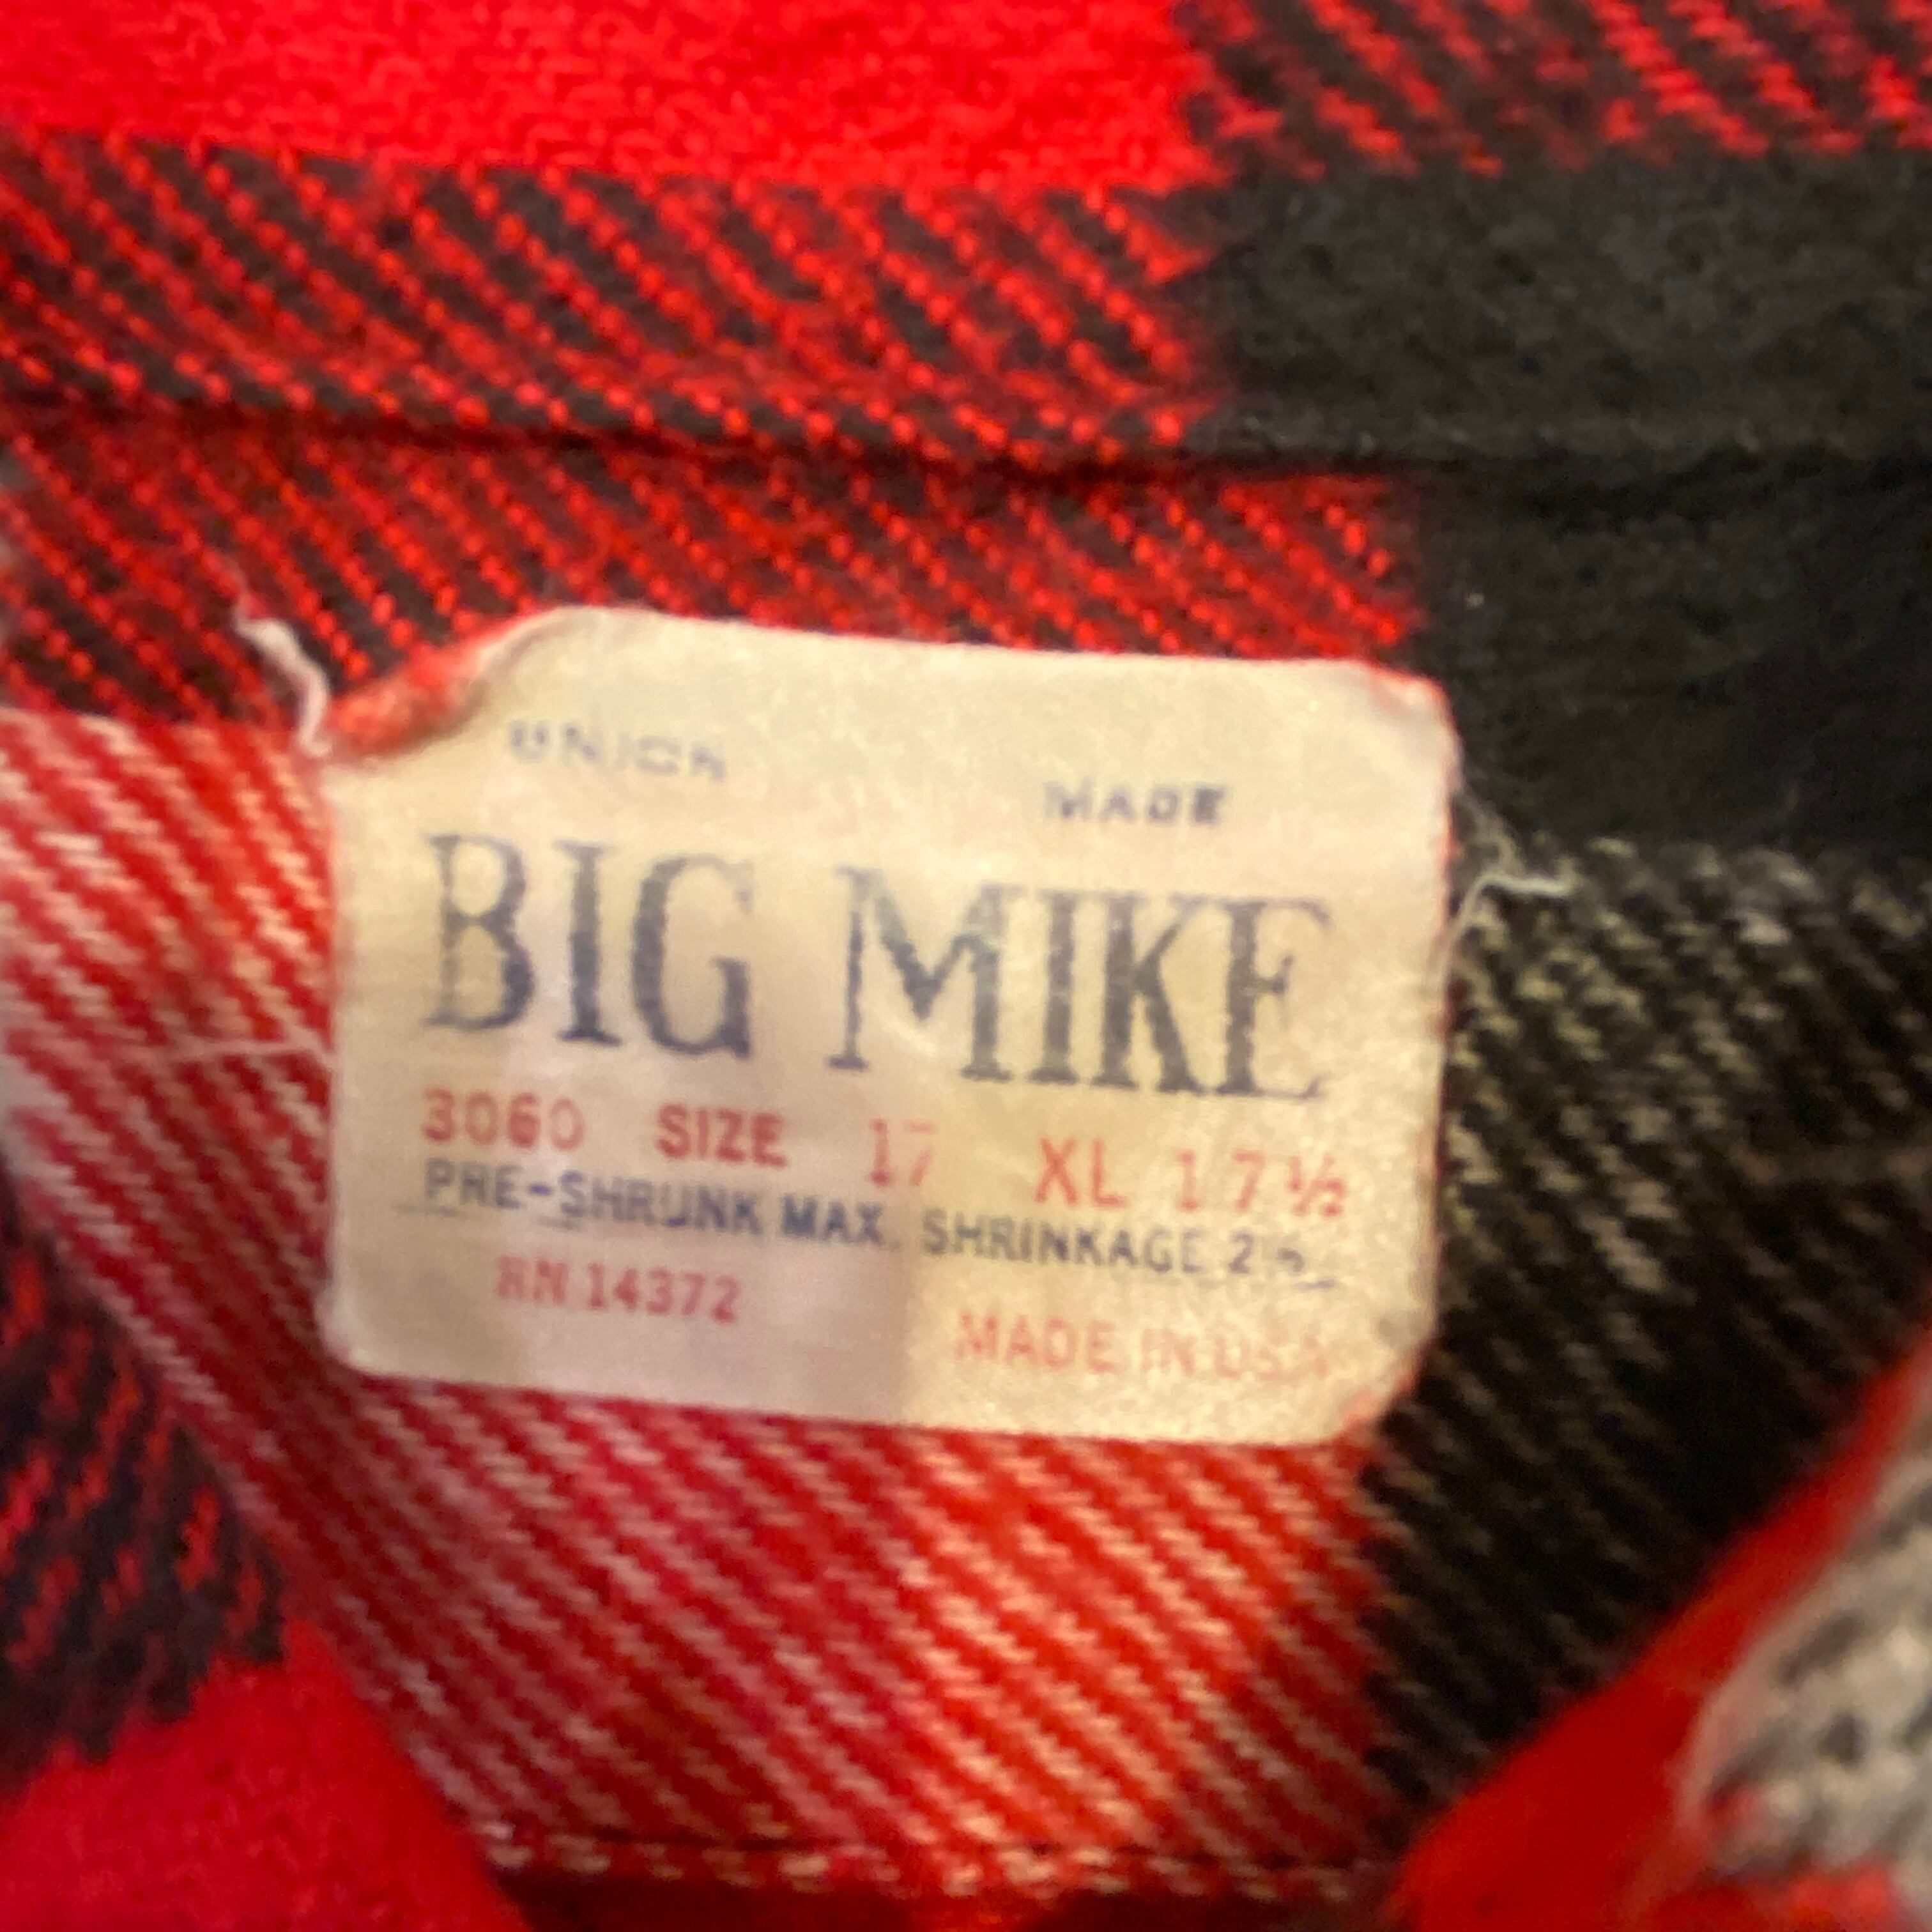 UNION MADE
BIG MIKE
3060 SIZE 17 XL 17½
PRE-SHRUNK MAX. SHRINKAGE 2%
RN 14372
MADE IN USA